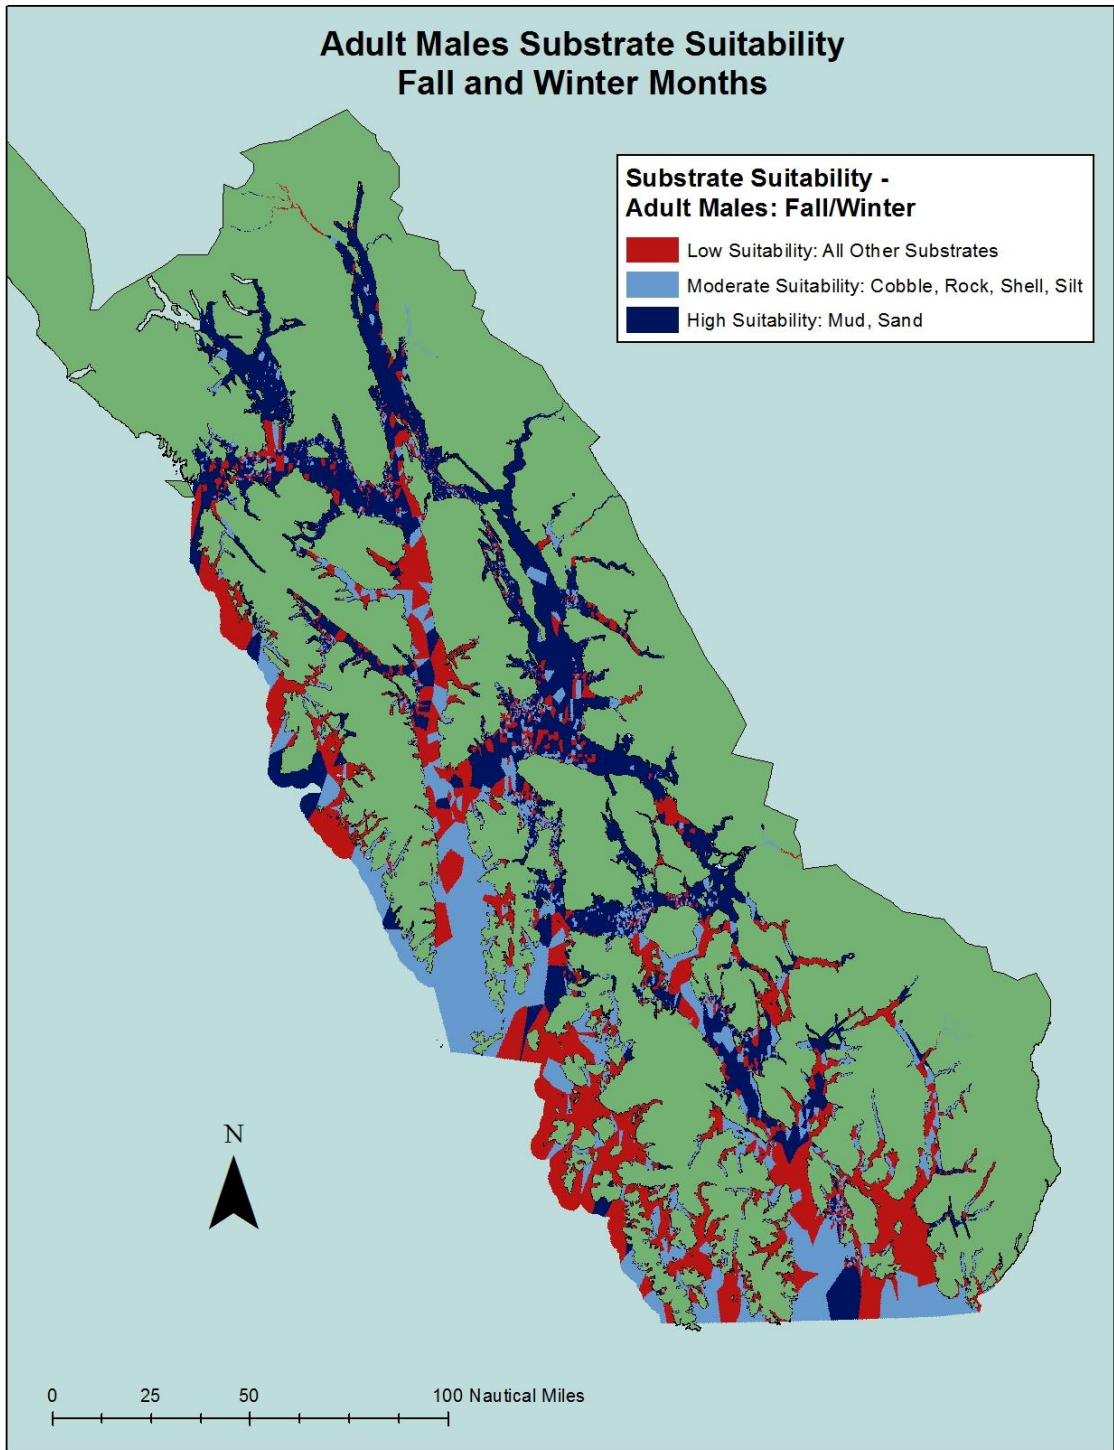 Adult Males Substrate Suitability
Fall and Winter Months
Substrate Suitability -
Adult Males: Fall/Winter
Low Suitability: All Other Substrates
Moderate Suitability: Cobble, Rock, Shell, Silt
High Suitability: Mud, Sand
N
0 25 50 100 Nautical Miles